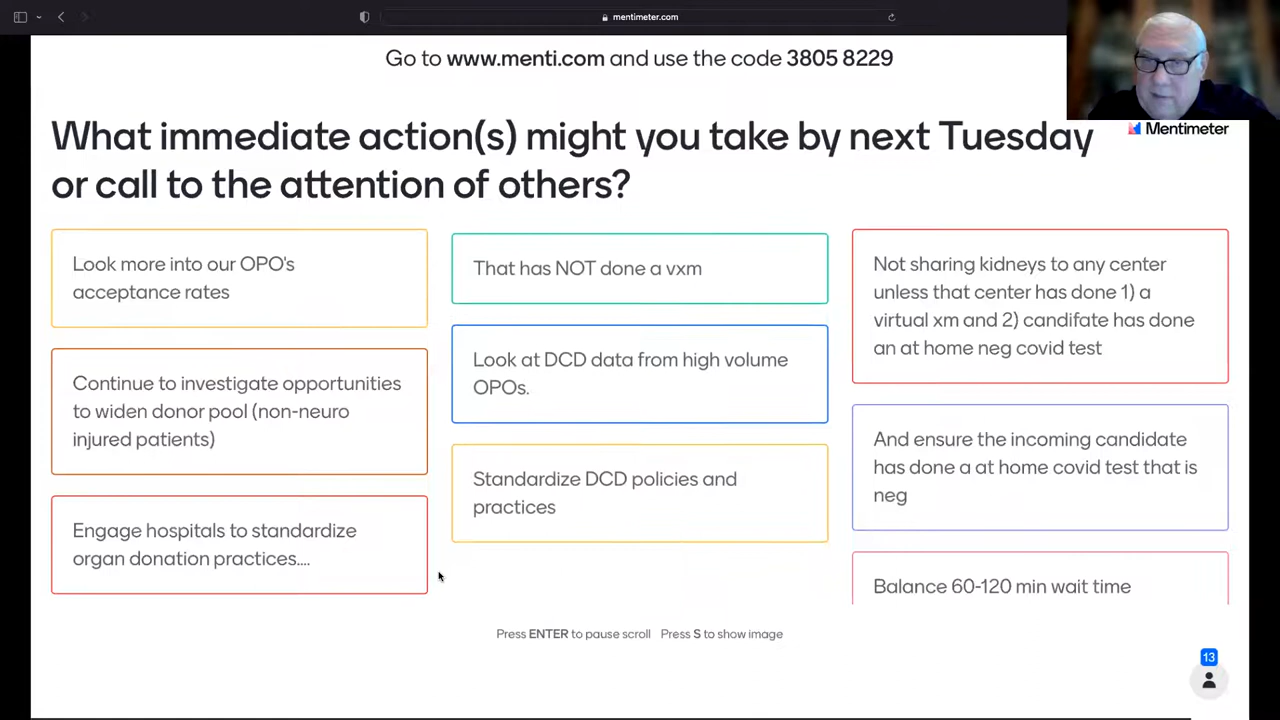 mentimeter.com
Go to www.menti.com and use the code 3805 8229
Mentimeter
What immediate action(s) might you take by next Tuesday
or call to the attention of others?
Look more into our OPO's
acceptance rates
Continue to investigate opportunities
to widen donor pool (non-neuro
injured patients)
Engage hospitals to standardize
organ donation practices....
That has NOT done a vxm
Look at DCD data from high volume
OPOs.
Standardize DCD policies and
practices
Not sharing kidneys to any center
unless that center has done 1) a
virtual xm and 2) candifate has done
an at home neg covid test
And ensure the incoming candidate
has done a at home covid test that is
neg
Balance 60-120 min wait time
Press ENTER to pause scroll Press S to show image
13